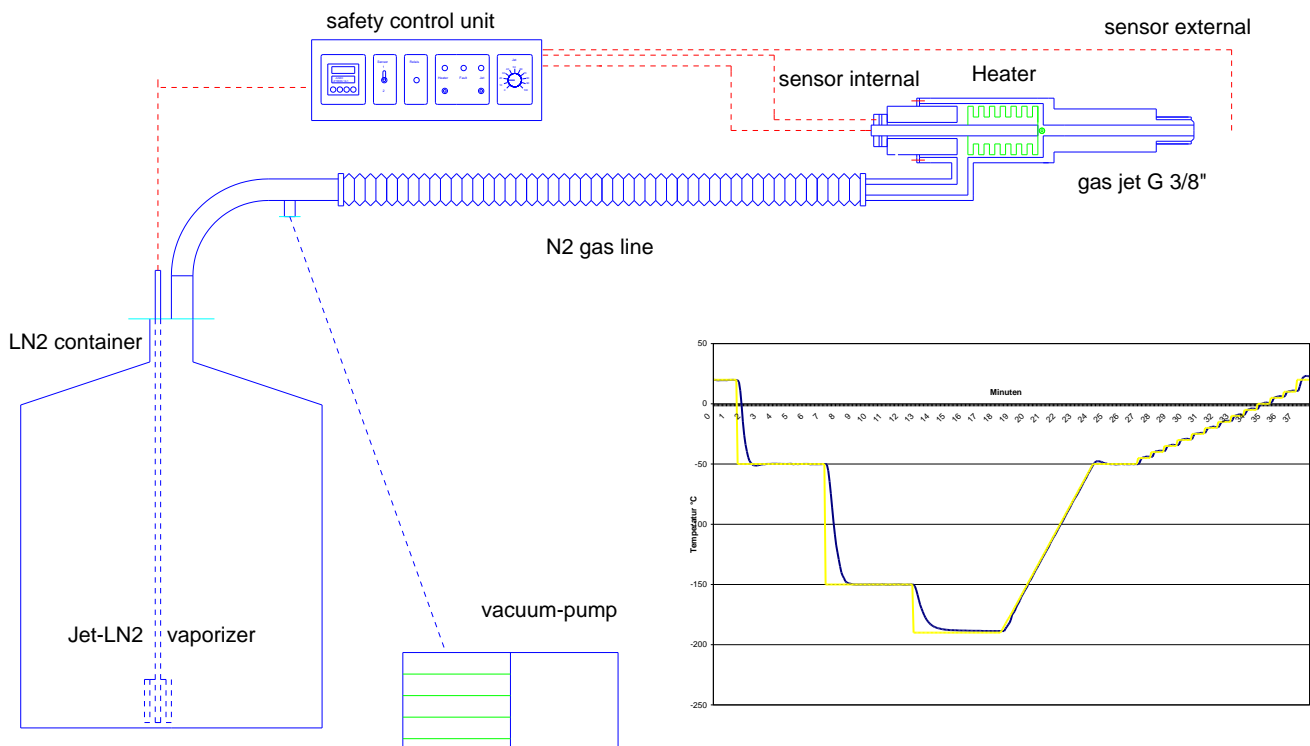 safety control unit
sensor external
sensor internal
Heater
gas jet G 3/8"
N2 gas line
LN2 container
Jet-LN2 vaporizer
vacuum-pump
50
Minuten
0
0 1 2 3 4 5 6 7 8 9 10 11 12 13 14 15 16 17 18 19 20 21 22 23 24 25 26 27 28 29 30 31 32 33 34 35 36 37
-50
-100
Temperatur °C
-150
-200
-250